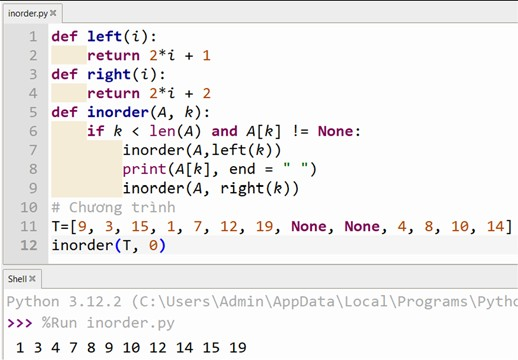 inorder.py ×
1 def left(i):
2 return 2*i + 1
3 def right(i):
4 return 2*i + 2
5 def inorder(A, k):
6 if k < len(A) and A[k] != None:
7 inorder(A,left(k))
8 print(A[k], end = " ")
9 inorder(A, right(k))
10 # Chương trình
11 T=[9, 3, 15, 1, 7, 12, 19, None, None, 4, 8, 10, 14]
12 inorder(T, 0)
Shell ×
Python 3.12.2 (C:\Users\Admin\AppData\Local\Programs\Pytho
>>> %Run inorder.py
1 3 4 7 8 9 10 12 14 15 19